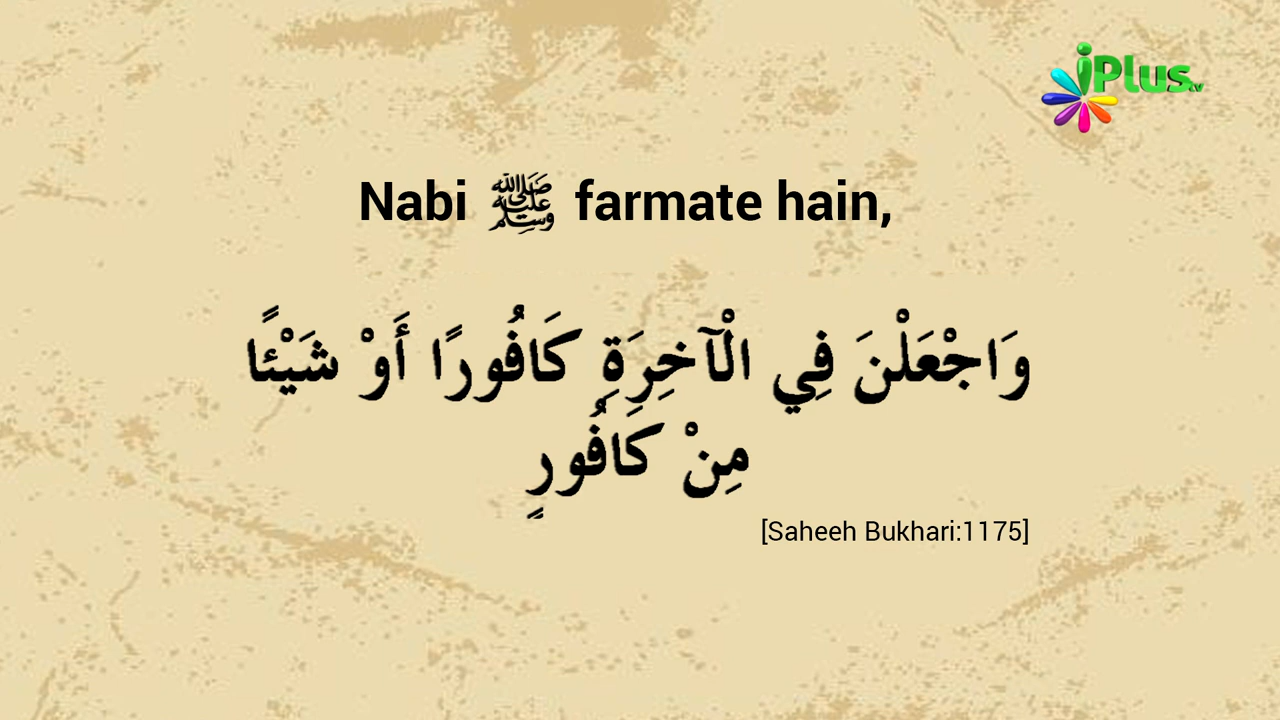 iPlus.tv
Nabi ﷺ farmate hain,
وَاجْعَلْنَ فِي الْآخِرَةِ كَافُورًا أَوْ شَيْئًا
مِنْ كَافُورٍ
[Saheeh Bukhari:1175]